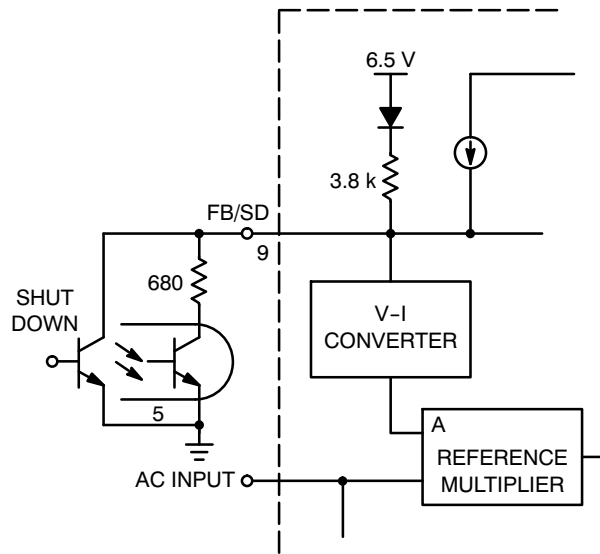 6.5 V
3.8 k
FB/SD
9
680
SHUT
DOWN
V-I
CONVERTER
5
A
REFERENCE
MULTIPLIER
AC INPUT